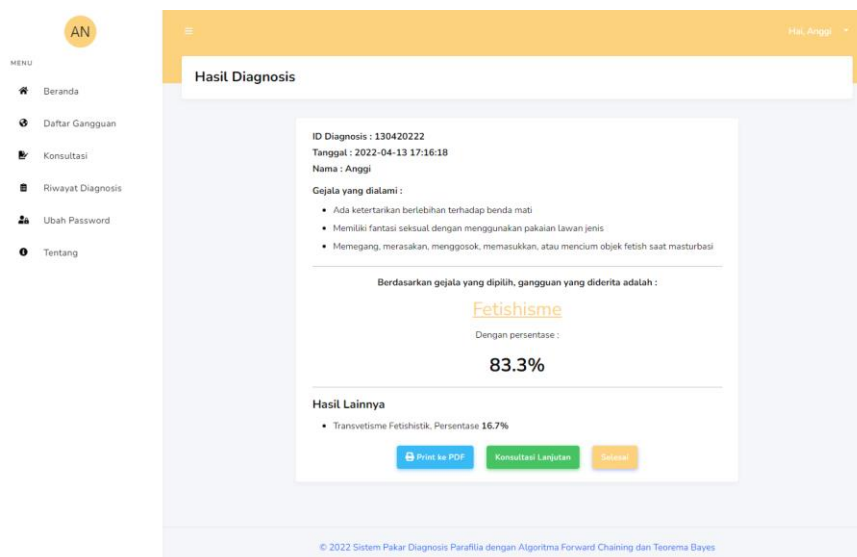 AN
Hai, Anggi
MENU
Beranda
Daftar Gangguan
Konsultasi
Riwayat Diagnosis
Ubah Password
Tentang
Hasil Diagnosis
ID Diagnosis : 130420222
Tanggal : 2022-04-13 17:16:18
Nama : Anggi
Gejala yang dialami :
Ada ketertarikan berlebihan terhadap benda mati
Memiliki fantasi seksual dengan menggunakan pakaian lawan jenis
Memegang, merasakan, menggosok, memasukkan, atau mencium objek fetish saat masturbasi
Berdasarkan gejala yang dipilih, gangguan yang diderita adalah :
Fetishisme
Dengan persentase :
83.3%
Hasil Lainnya
Transvetisme Fetishistik, Persentase 16.7%
Print ke PDF
Konsultasi Lanjutan
Selesai
© 2022 Sistem Pakar Diagnosis Parafilia dengan Algoritma Forward Chaining dan Teorema Bayes